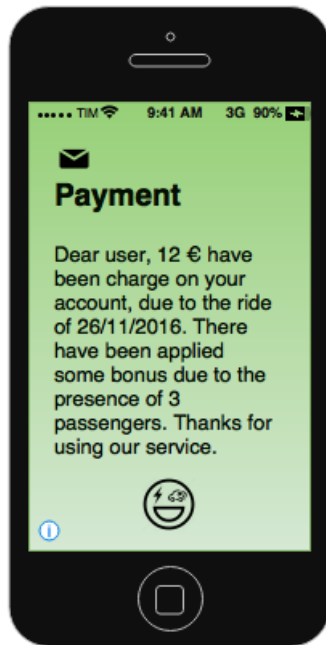 TIM 9:41 AM 3G 90%
Payment
Dear user, 12 € have
been charge on your
account, due to the ride
of 26/11/2016. There
have been applied
some bonus due to the
presence of 3
passengers. Thanks for
using our service.
i